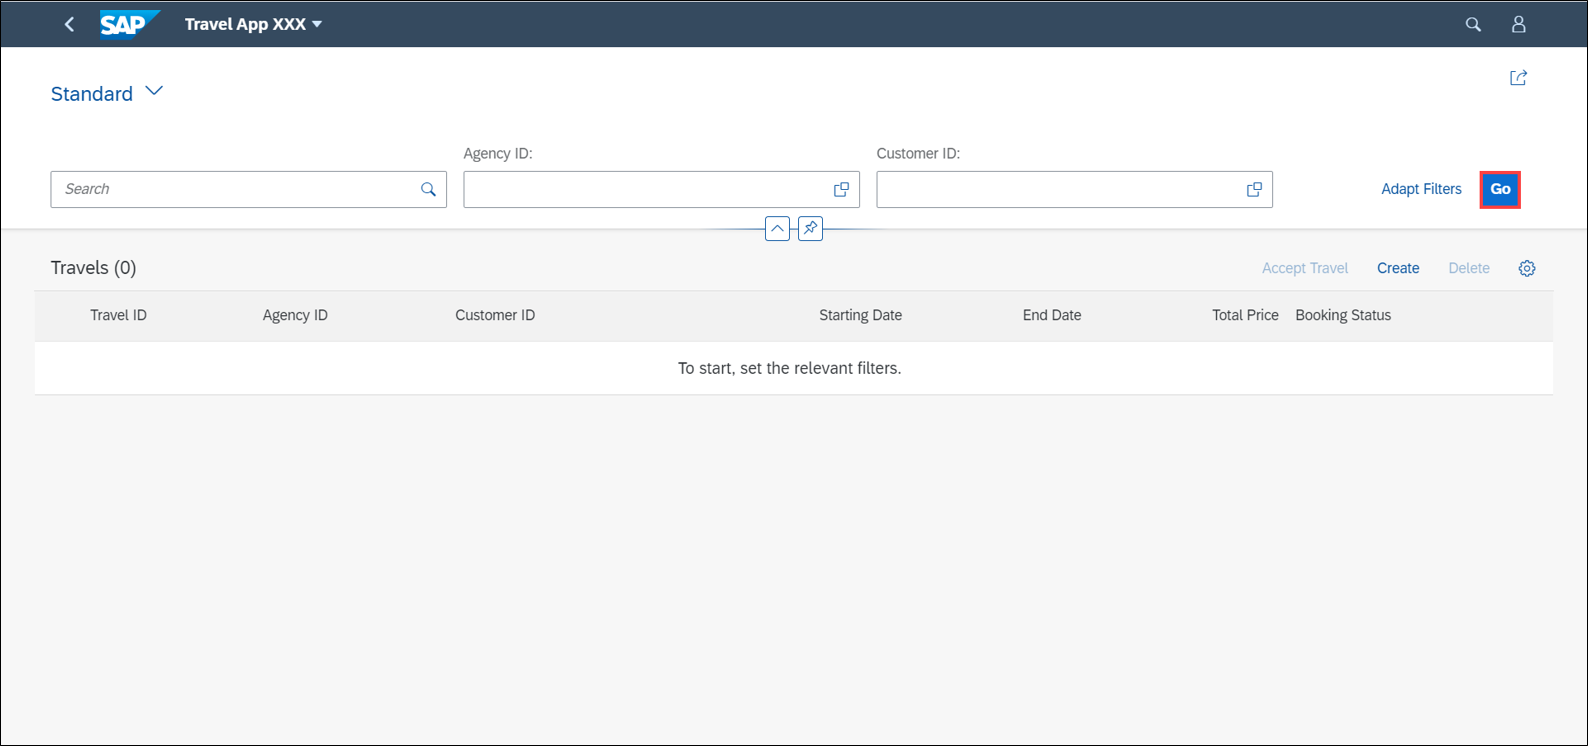 SAP Travel App XXX
Standard
Agency ID: Customer ID:
Search Adapt Filters Go
Travels (0) Accept Travel Create Delete
Travel ID Agency ID Customer ID Starting Date End Date Total Price Booking Status
To start, set the relevant filters.